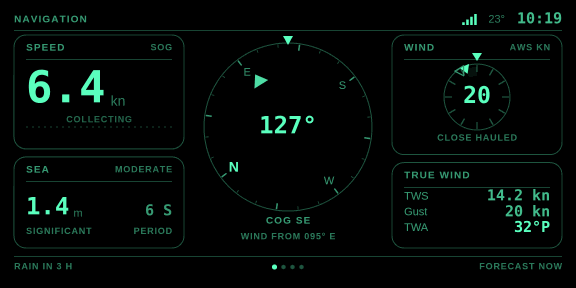 NAVIGATION
23° 10:19
SPEED SOG
6.4 kn
COLLECTING
SEA MODERATE
1.4 m 6 S
SIGNIFICANT PERIOD
E
S
127°
N
W
COG SE
WIND FROM 095° E
WIND AWS KN
20
CLOSE HAULED
TRUE WIND
TWS 14.2 kn
Gust 20 kn
TWA 32°P
RAIN IN 3 H
FORECAST NOW